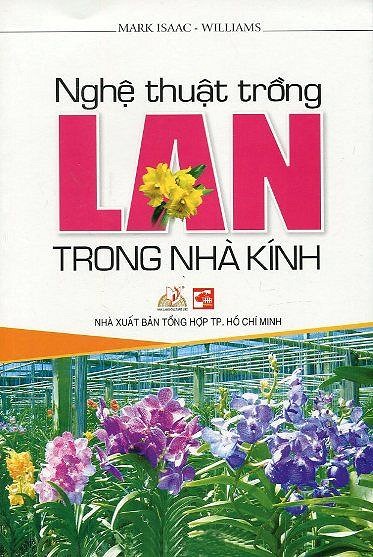 MARK ISAAC - WILLIAMS
Nghệ thuật trồng
LAN
TRONG NHÀ KÍNH
NHÀ XUẤT BẢN TỔNG HỢP TP. HỒ CHÍ MINH